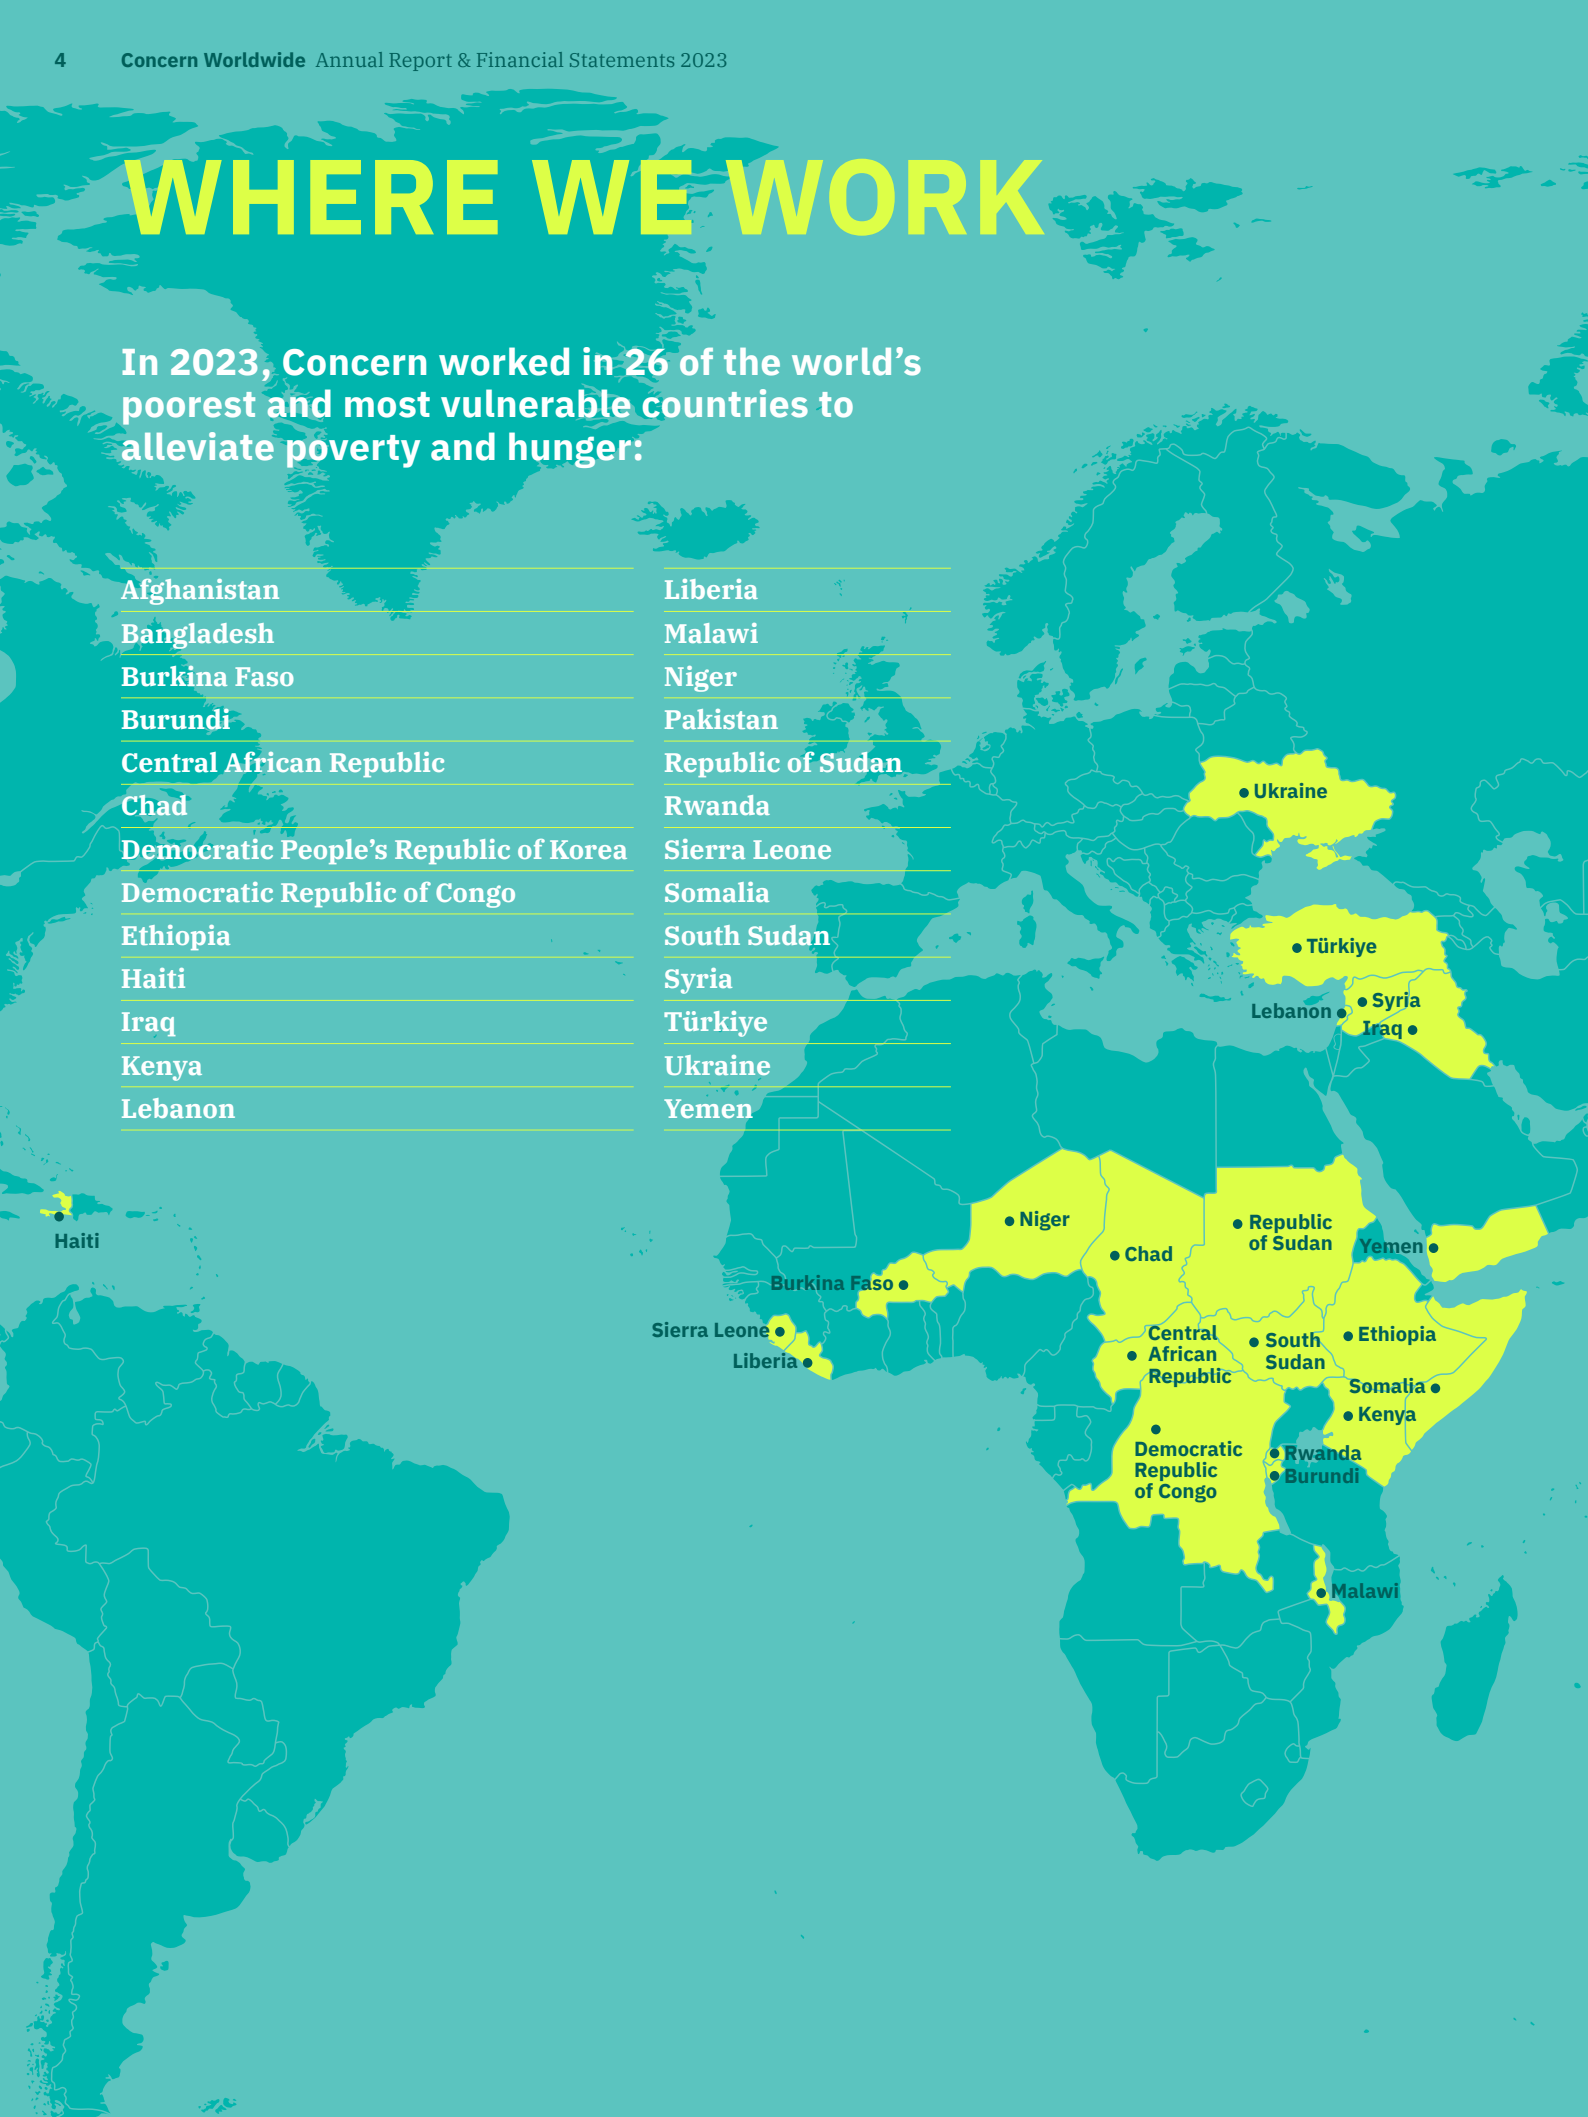 4 Concern Worldwide Annual Report & Financial Statements 2023
WHERE WE WORK
In 2023, Concern worked in 26 of the world’s
poorest and most vulnerable countries to
alleviate poverty and hunger:
Afghanistan
Bangladesh
Burkina Faso
Burundi
Central African Republic
Chad
Democratic People’s Republic of Korea
Democratic Republic of Congo
Ethiopia
Haiti
Iraq
Kenya
Lebanon
Liberia
Malawi
Niger
Pakistan
Republic of Sudan
Rwanda
Sierra Leone
Somalia
South Sudan
Syria
Türkiye
Ukraine
Yemen
Ukraine
Türkiye
Syria
Lebanon
Iraq
Haiti
Niger
Republic
of Sudan
Chad
Yemen
Burkina Faso
Sierra Leone
Liberia
Central
African
Republic
South
Sudan
Ethiopia
Somalia
Kenya
Democratic
Republic
of Congo
Rwanda
Burundi
Malawi